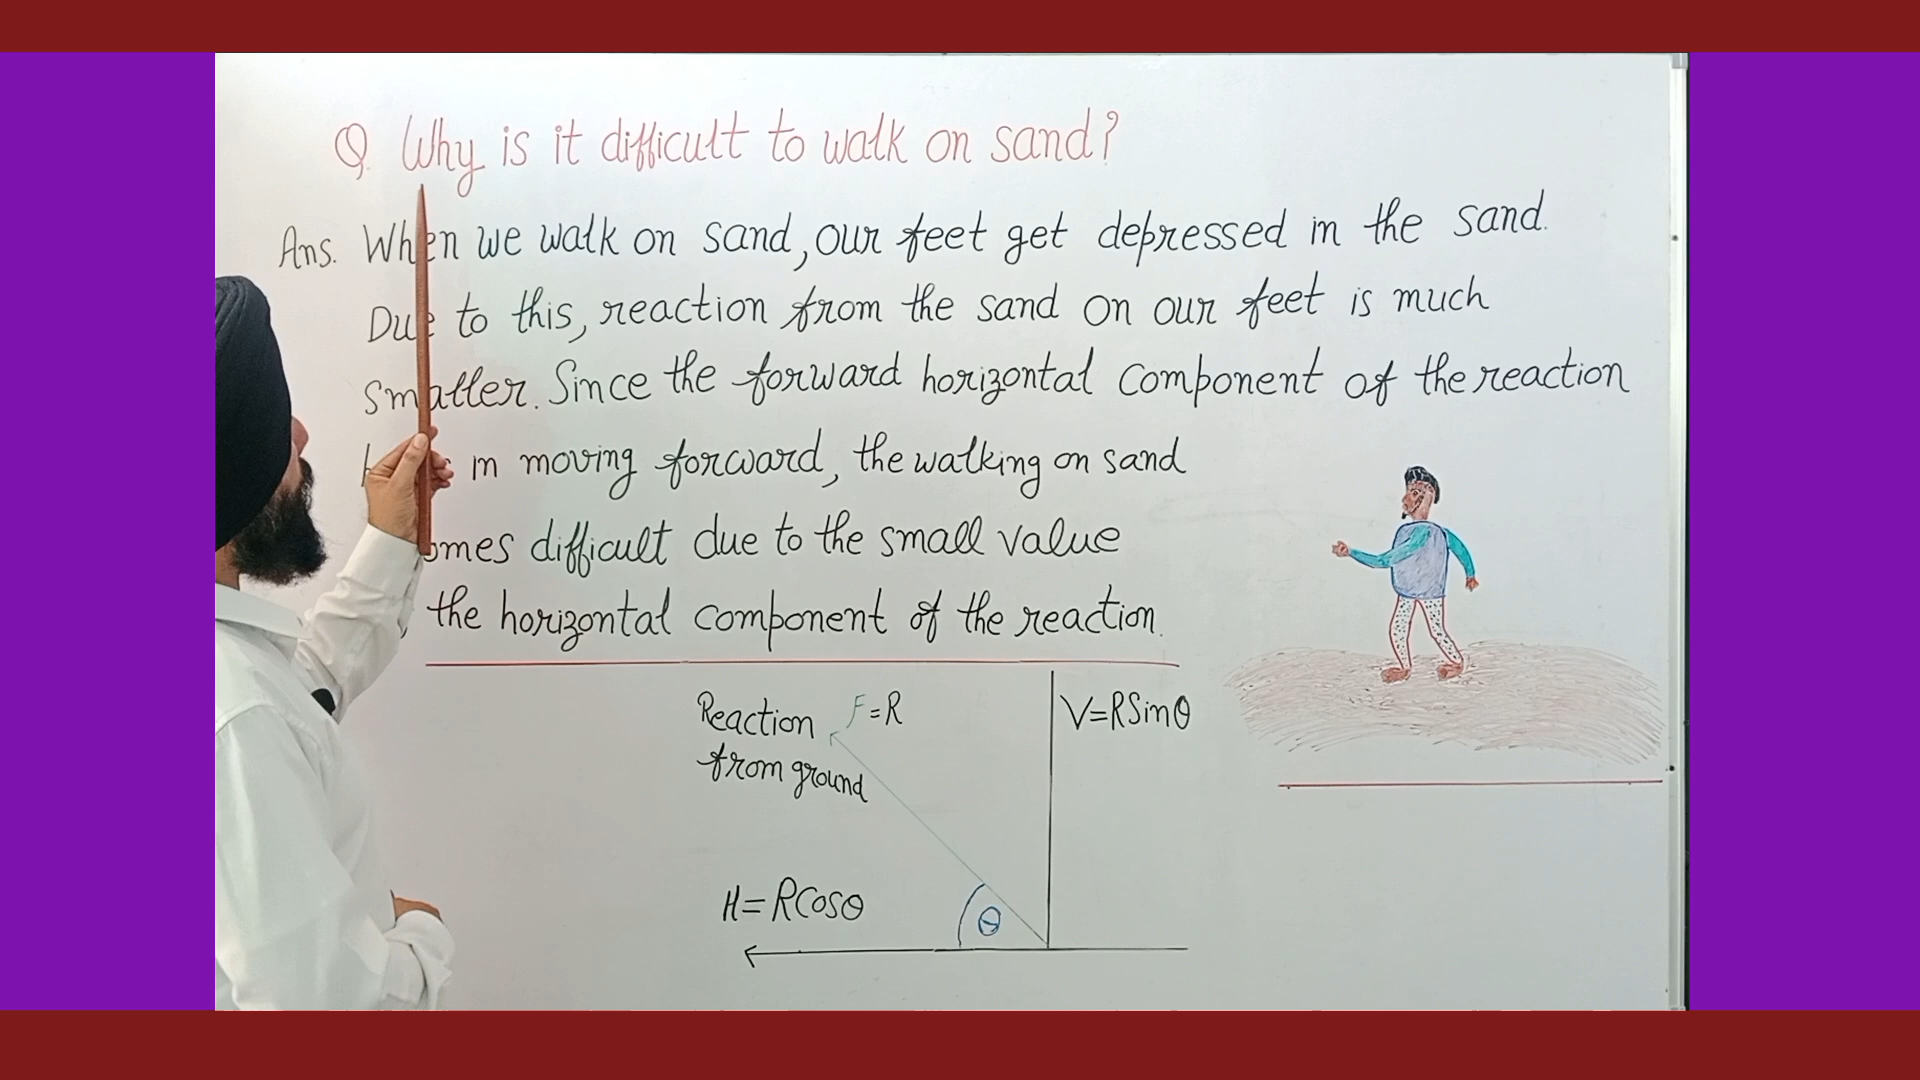 Q. Why is it difficult to walk on sand?
Ans. When we walk on sand, our feet get depressed in the sand.
Due to this, reaction from the sand on our feet is much
smaller. Since the forward horizontal component of the reaction
in moving forward, the walking on sand
omes difficult due to the small value
the horizontal component of the reaction.
Reaction F=R
from ground
V=RSinθ
H=RCosθ
θ